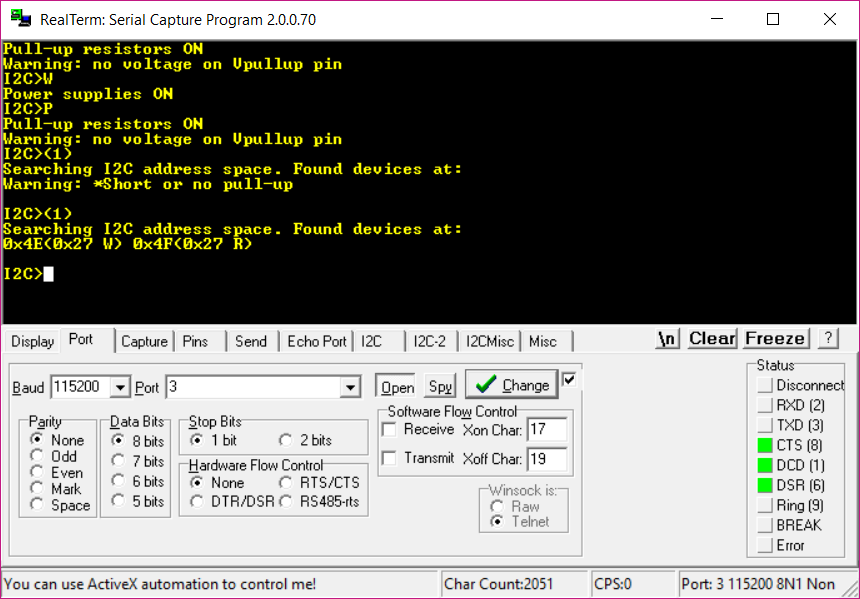 RealTerm: Serial Capture Program 2.0.0.70
Pull-up resistors ON
Warning: no voltage on Vpullup pin
I2C>W
Power supplies ON
I2C>P
Pull-up resistors ON
Warning: no voltage on Vpullup pin
I2C>(1)
Searching I2C address space. Found devices at:
Warning: *Short or no pull-up
I2C>(1)
Searching I2C address space. Found devices at:
0x4E(0x27 W) 0x4F(0x27 R)
I2C>
Display Port Capture Pins Send Echo Port I2C I2C-2 I2CMisc Misc \n Clear Freeze ?
Baud 115200 Port 3 Open Spy Change
Parity
None
Odd
Even
Mark
Space
Data Bits
8 bits
7 bits
6 bits
5 bits
Stop Bits
1 bit 2 bits
Hardware Flow Control
None RTS/CTS
DTR/DSR RS485-rts
Software Flow Control
Receive Xon Char: 17
Transmit Xoff Char: 19
Winsock is:
Raw
Telnet
Status
Disconnect
RXD (2)
TXD (3)
CTS (8)
DCD (1)
DSR (6)
Ring (9)
BREAK
Error
You can use ActiveX automation to control me! Char Count:2051 CPS:0 Port: 3 115200 8N1 Non